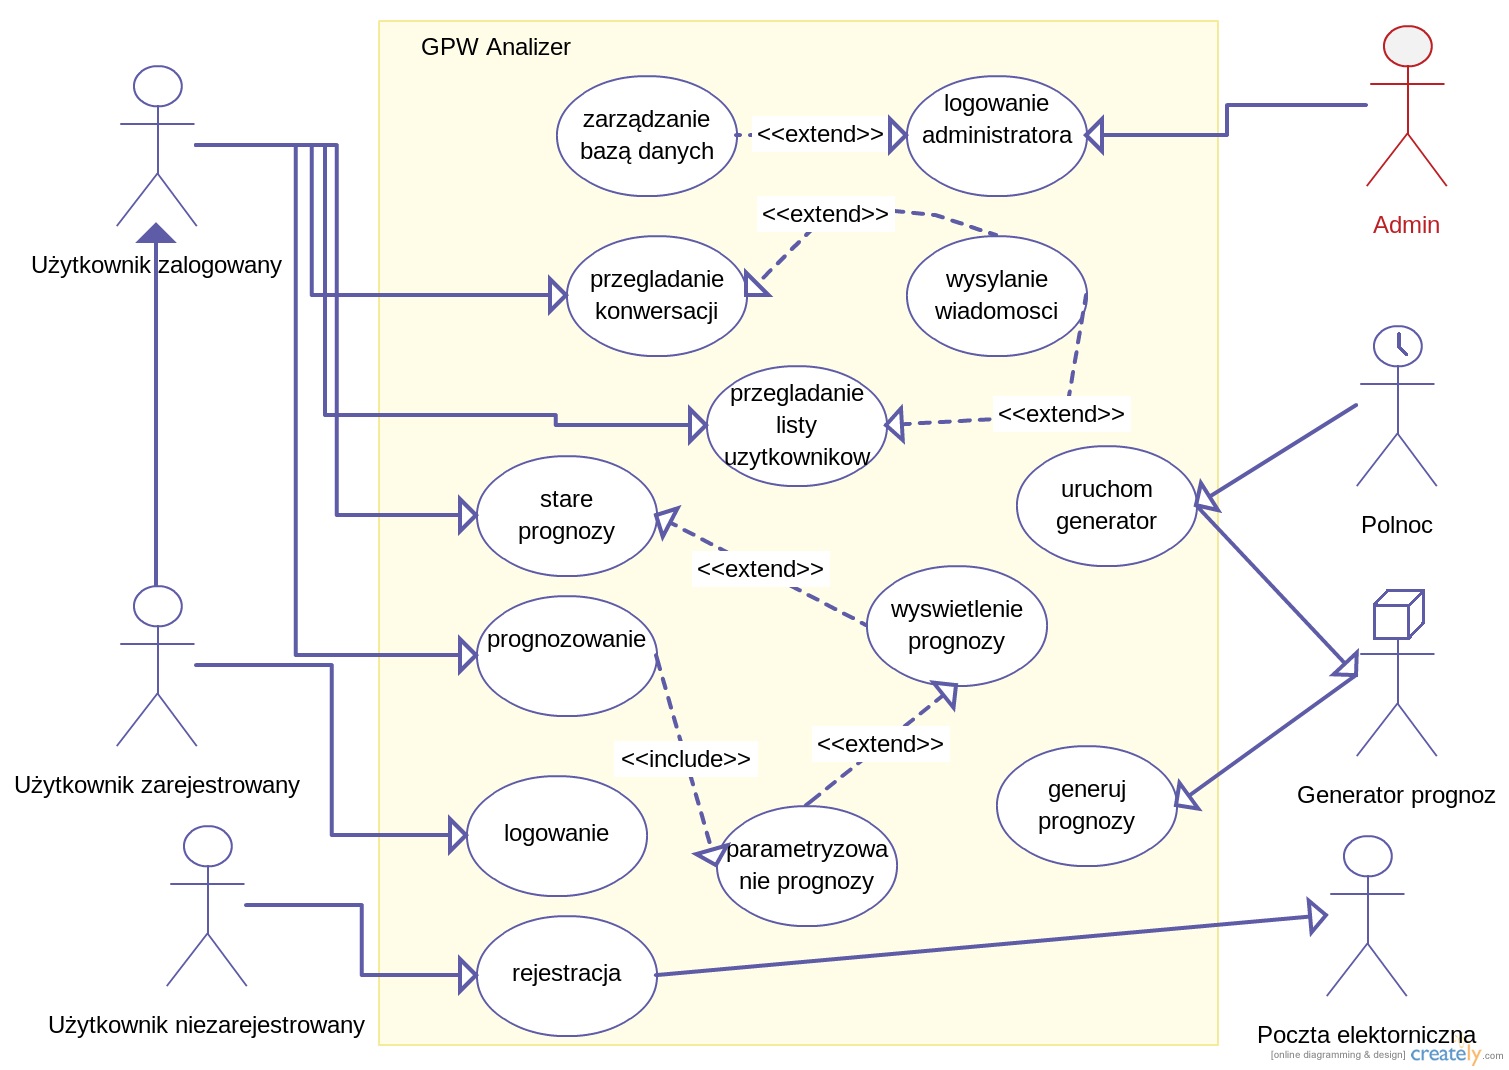 GPW Analizer
zarządzanie
bazą danych
<<extend>>
logowanie
administratora
Admin
<<extend>>
Użytkownik zalogowany
przegladanie
konwersacji
wysylanie
wiadomosci
przegladanie
listy
uzytkownikow
<<extend>>
stare
prognozy
uruchom
generator
Polnoc
<<extend>>
wyswietlenie
prognozy
prognozowanie
<<include>>
<<extend>>
Użytkownik zarejestrowany
generuj
prognozy
Generator prognoz
logowanie
parametryzowa
nie prognozy
rejestracja
Użytkownik niezarejestrowany
Poczta elektorniczna
[online diagramming & design] creately.com